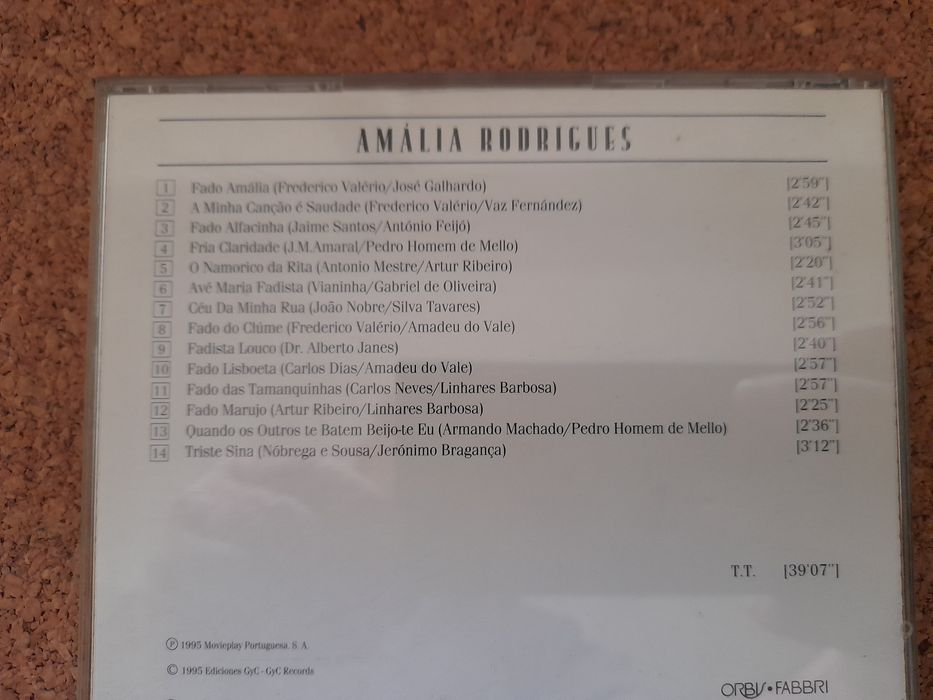 AMÁLIA RODRIGUES
1 Fado Amália (Frederico Valério/José Galhardo) [2'59"]
2 A Minha Canção é Saudade (Frederico Valério/Vaz Fernández) [2'42"]
3 Fado Alfacinha (Jaime Santos/António Feijó) [2'45"]
4 Fria Claridade (J.M.Amaral/Pedro Homem de Mello) [3'05"]
5 O Namorico da Rita (Antonio Mestre/Artur Ribeiro) [2'20"]
6 Avé Maria Fadista (Vianinha/Gabriel de Oliveira) [2'41"]
7 Céu Da Minha Rua (João Nobre/Silva Tavares) [2'52"]
8 Fado do Clúme (Frederico Valério/Amadeu do Vale) [2'56"]
9 Fadista Louco (Dr. Alberto Janes) [2'40"]
10 Fado Lisboeta (Carlos Dias/Amadeu do Vale) [2'57"]
11 Fado das Tamanquinhas (Carlos Neves/Linhares Barbosa) [2'57"]
12 Fado Marujo (Artur Ribeiro/Linhares Barbosa) [2'25"]
13 Quando os Outros te Batem Beijo-te Eu (Armando Machado/Pedro Homem de Mello) [2'36"]
14 Triste Sina (Nóbrega e Sousa/Jerónimo Bragança) [3'12"]
T.T. [39'07"]
℗ 1995 Movieplay Portuguesa, S. A.
© 1995 Ediciones GyC - GyC Records
ORBIS • FABBRI